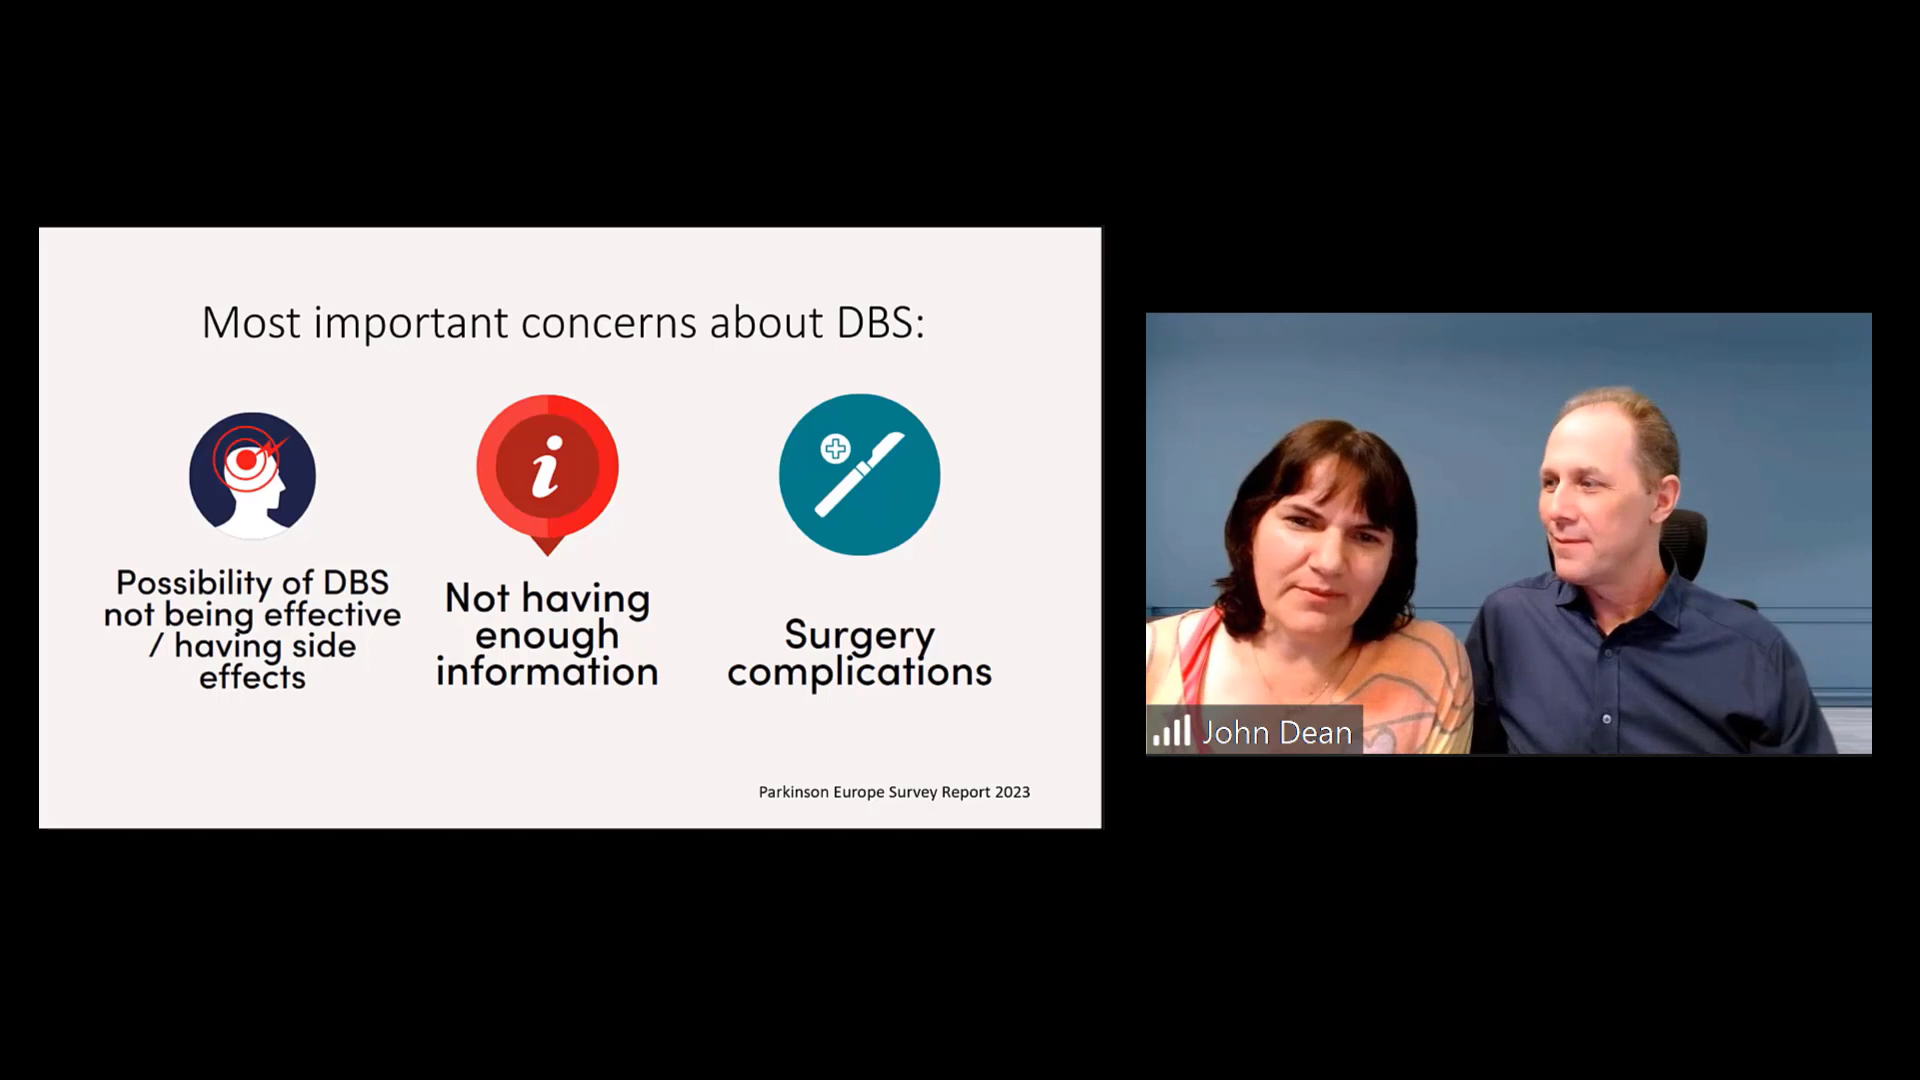 Most important concerns about DBS:
i
Possibility of DBS
not being effective
/ having side
effects
Not having
enough
information
Surgery
complications
Parkinson Europe Survey Report 2023
John Dean